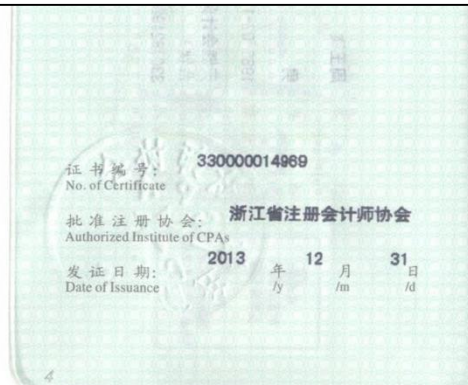 证书编号: 330000014969
No. of Certificate
批准注册协会: 浙江省注册会计师协会
Authorized Institute of CPAs
发证日期: 2013 年 12 月 31 日
Date of Issuance /y /m /d
4